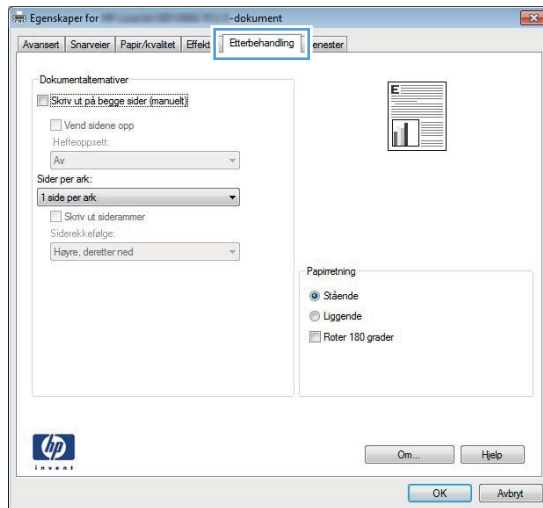 Egenskaper for -dokument
Avansert Snarveier Papir/kvalitet Effekt Etterbehandling enester
Dokumentalternativer
Skriv ut på begge sider (manuelt)
Vend sidene opp
Hefteoppsett:
Av
Sider per ark:
1 side per ark
Skriv ut siderammer
Siderekkefølge:
Høyre, deretter ned
E
Papirretning
Stående
Liggende
Roter 180 grader
hp
invent
Om... Hjelp
OK Avbryt